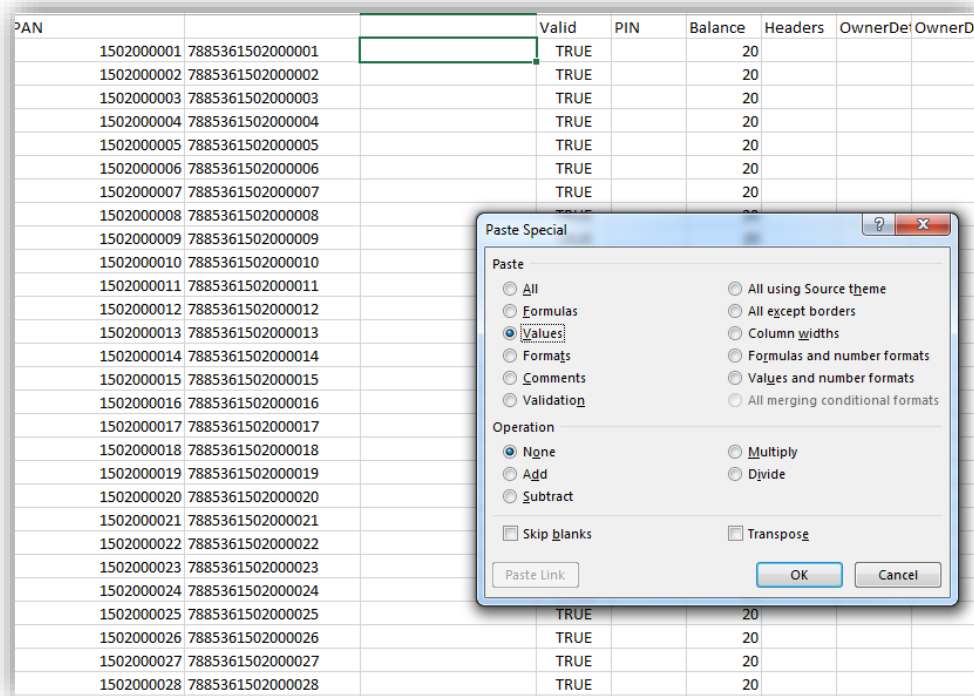 PAN Valid PIN Balance Headers OwnerDet OwnerD
1502000001 7885361502000001 TRUE 20
1502000002 7885361502000002 TRUE 20
1502000003 7885361502000003 TRUE 20
1502000004 7885361502000004 TRUE 20
1502000005 7885361502000005 TRUE 20
1502000006 7885361502000006 TRUE 20
1502000007 7885361502000007 TRUE 20
1502000008 7885361502000008
1502000009 7885361502000009
1502000010 7885361502000010
1502000011 7885361502000011
1502000012 7885361502000012
1502000013 7885361502000013
1502000014 7885361502000014
1502000015 7885361502000015
1502000016 7885361502000016
1502000017 7885361502000017
1502000018 7885361502000018
1502000019 7885361502000019
1502000020 7885361502000020
1502000021 7885361502000021
1502000022 7885361502000022
1502000023 7885361502000023
1502000024 7885361502000024
1502000025 7885361502000025 TRUE 20
1502000026 7885361502000026 TRUE 20
1502000027 7885361502000027 TRUE 20
1502000028 7885361502000028 TRUE 20
Paste Special
Paste
All All using Source theme
Formulas All except borders
Values Column widths
Formats Formulas and number formats
Comments Values and number formats
Validation All merging conditional formats
Operation
None Multiply
Add Divide
Subtract
Skip blanks Transpose
Paste Link OK Cancel